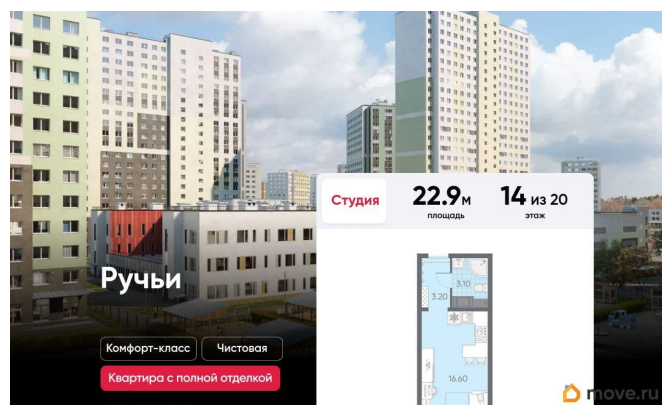 Студия
22.9 м
площадь
14 из 20
этаж
Ручьи
3.10
3.20
Комфорт-класс
Чистовая
Квартира с полной отделкой
16.60
move.ru